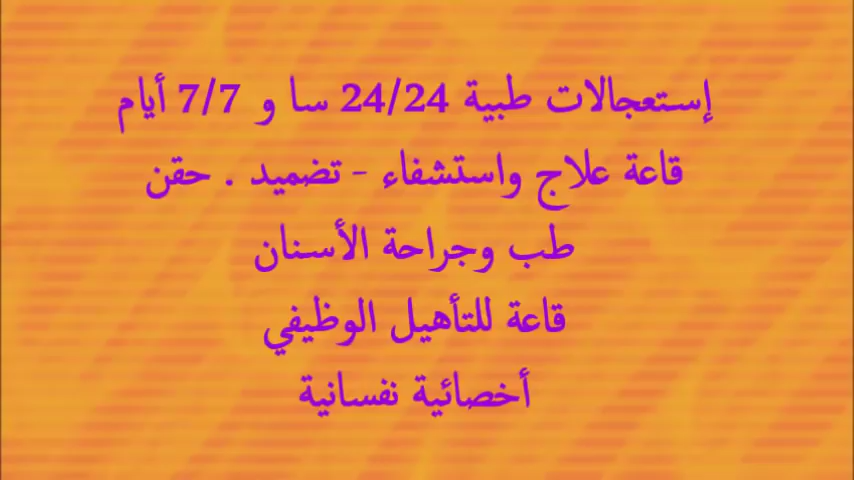 إستعجالات طبية 24/24 سا و 7/7 أيام
قاعة علاج واستشفاء - تضميد . حقن
طب وجراحة الأسنان
قاعة للتأهيل الوظيفي
أخصائية نفسانية